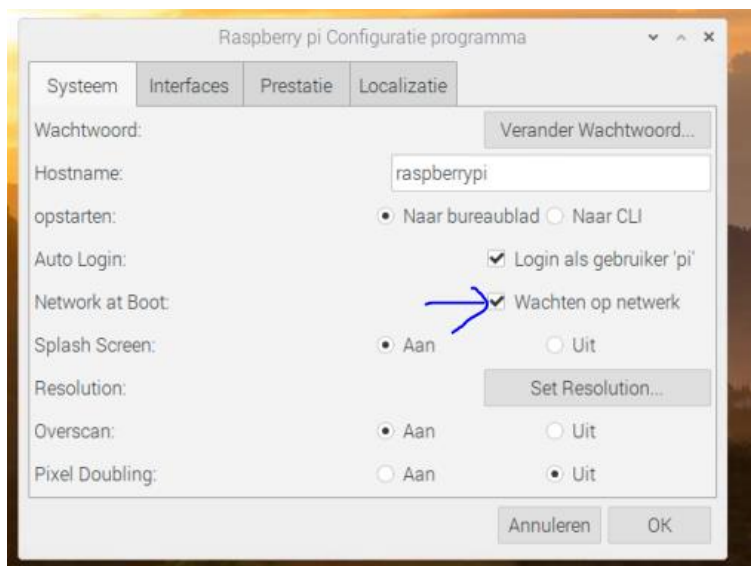 Raspberry pi Configuratie programma
Systeem Interfaces Prestatie Localizatie
Wachtwoord: Verander Wachtwoord...
Hostname: raspberrypi
opstarten: Naar bureaublad Naar CLI
Auto Login: Login als gebruiker 'pi'
Network at Boot: Wachten op netwerk
Splash Screen: Aan Uit
Resolution: Set Resolution...
Overscan: Aan Uit
Pixel Doubling: Aan Uit
Annuleren OK